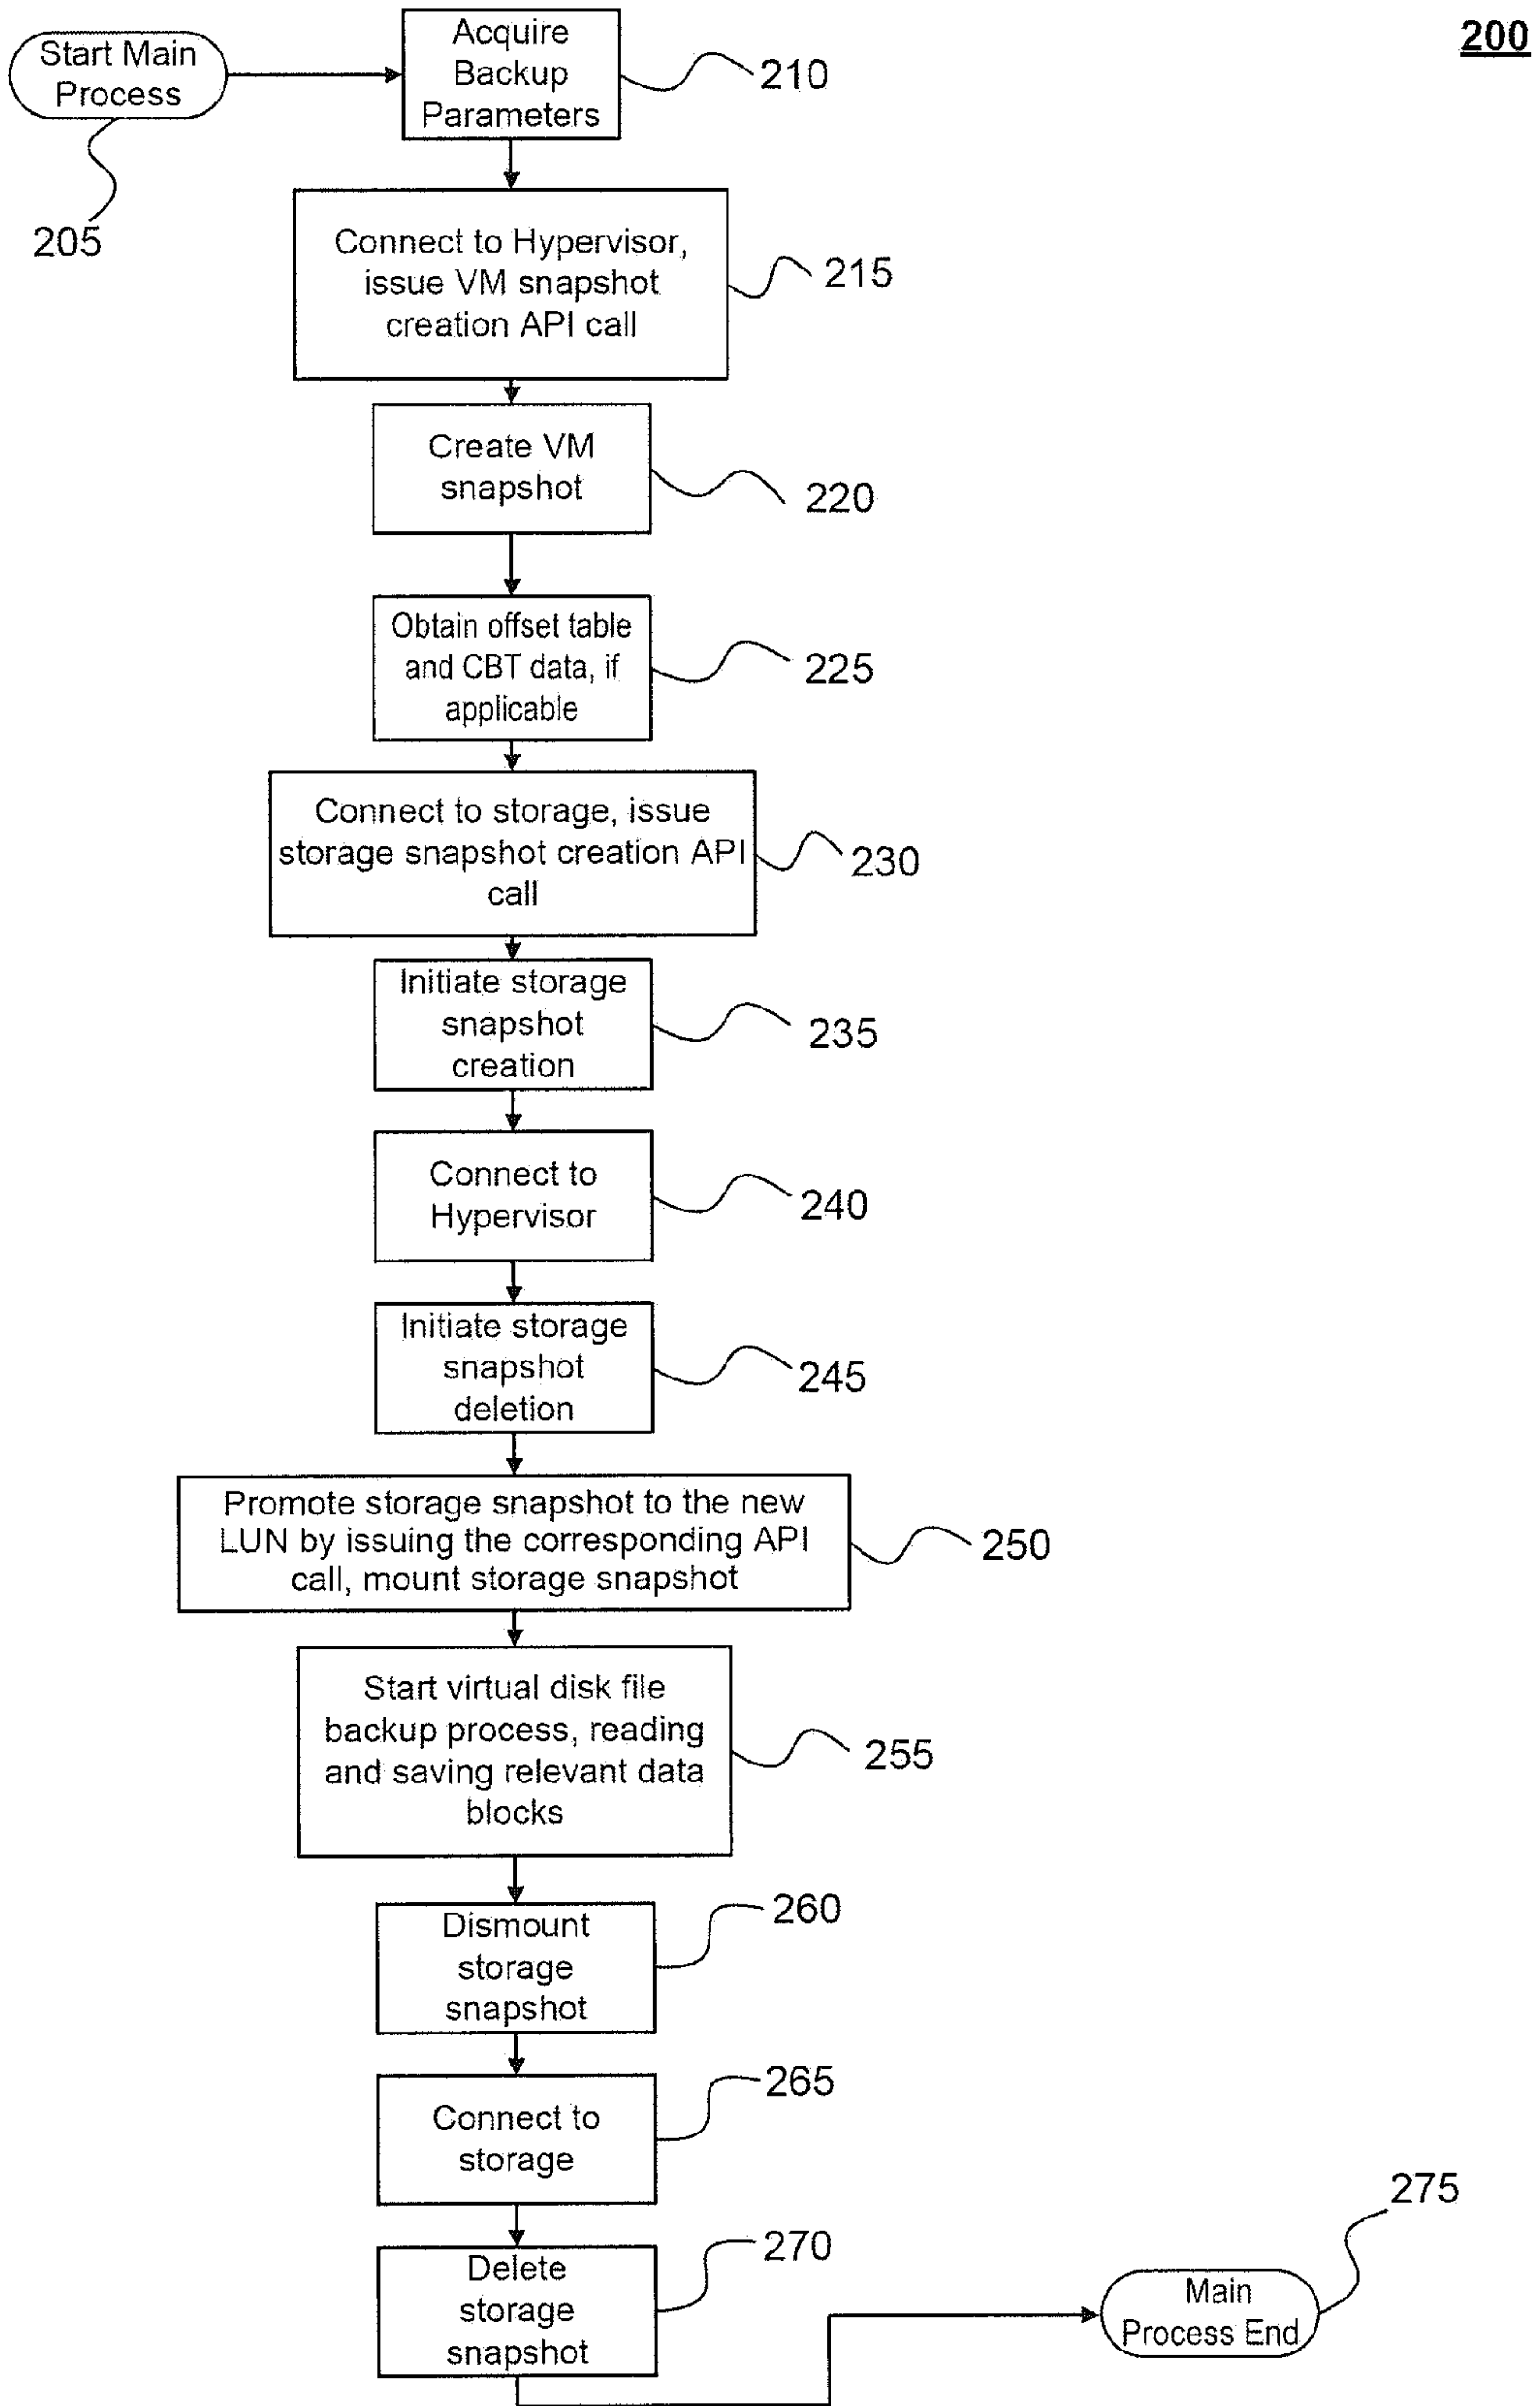 200
Start Main
Process
205
Acquire
Backup
Parameters
210
Connect to Hypervisor,
issue VM snapshot
creation API call
215
Create VM
snapshot
220
Obtain offset table
and CBT data, if
applicable
225
Connect to storage, issue
storage snapshot creation API
call
230
Initiate storage
snapshot
creation
235
Connect to
Hypervisor
240
Initiate storage
snapshot
deletion
245
Promote storage snapshot to the new
LUN by issuing the corresponding API
call, mount storage snapshot
250
Start virtual disk file
backup process, reading
and saving relevant data
blocks
255
Dismount
storage
snapshot
260
Connect to
storage
265
Delete
storage
snapshot
270
Main
Process End
275